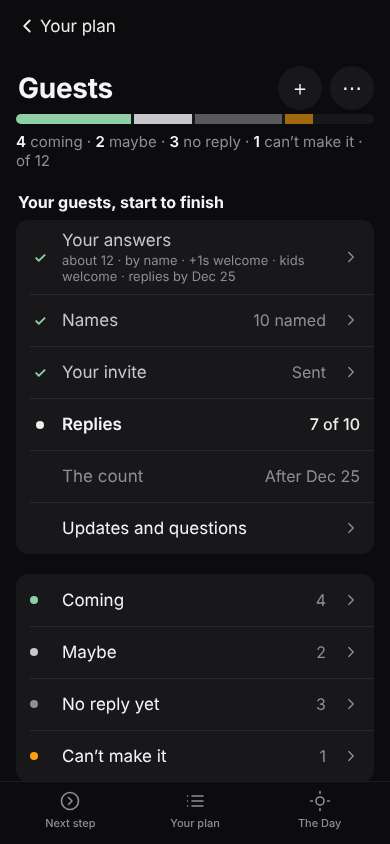 Your plan
Guests
4 coming · 2 maybe · 3 no reply · 1 can’t make it ·
of 12
Your guests, start to finish
Your answers
about 12 · by name · +1s welcome · kids
welcome · replies by Dec 25
Names 10 named
Your invite Sent
Replies 7 of 10
The count After Dec 25
Updates and questions
Coming 4
Maybe 2
No reply yet 3
Can’t make it 1
Next step Your plan The Day